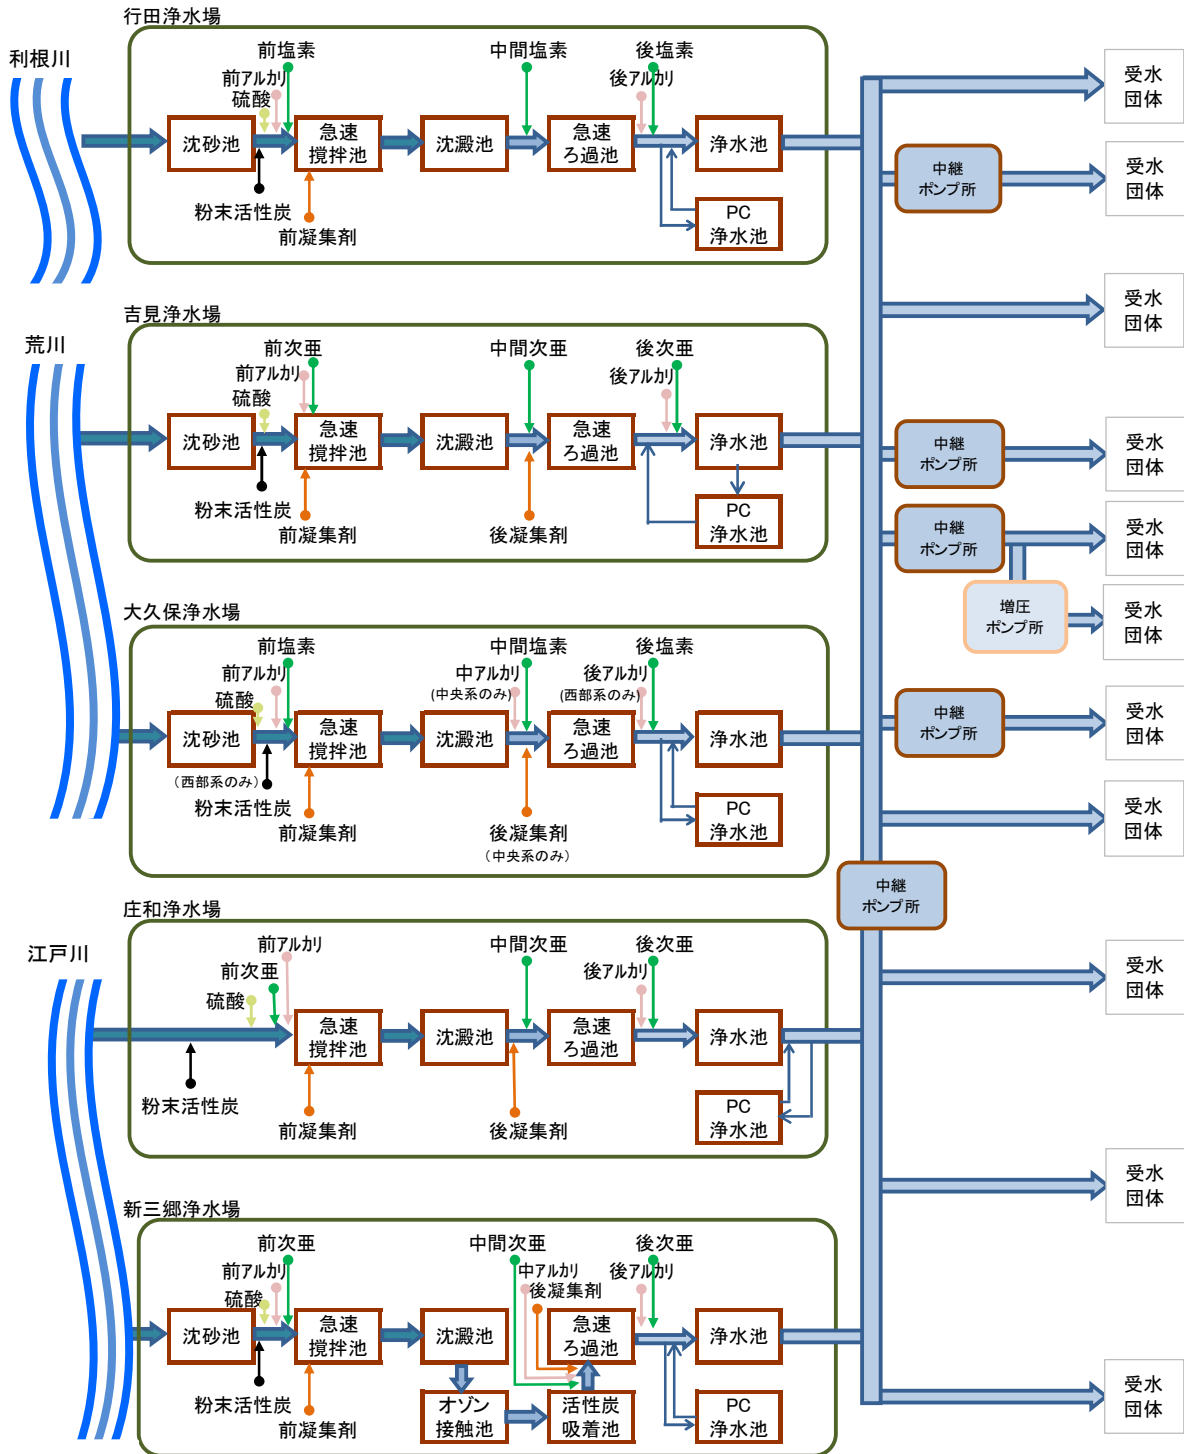 行田浄水場
利根川
前塩素
中間塩素
後塩素
前アルカリ
後アルカリ
硫酸
沈砂池
急速
撹拌池
沈澱池
急速
ろ過池
浄水池
粉末活性炭
前凝集剤
PC
浄水池
受水
団体
中継
ポンプ所
受水
団体
吉見浄水場
荒川
前次亜
中間次亜
後次亜
前アルカリ
後アルカリ
硫酸
沈砂池
急速
撹拌池
沈澱池
急速
ろ過池
浄水池
粉末活性炭
前凝集剤
後凝集剤
PC
浄水池
受水
団体
中継
ポンプ所
受水
団体
中継
ポンプ所
受水
団体
増圧
ポンプ所
受水
団体
大久保浄水場
前塩素
中間塩素
後塩素
前アルカリ
中アルカリ
(中央系のみ)
後アルカリ
(西部系のみ)
硫酸
沈砂池
急速
撹拌池
沈澱池
急速
ろ過池
浄水池
（西部系のみ）
粉末活性炭
前凝集剤
後凝集剤
（中央系のみ）
PC
浄水池
中継
ポンプ所
受水
団体
受水
団体
中継
ポンプ所
庄和浄水場
江戸川
前アルカリ
前次亜
中間次亜
後次亜
後アルカリ
硫酸
急速
撹拌池
沈澱池
急速
ろ過池
浄水池
粉末活性炭
前凝集剤
後凝集剤
PC
浄水池
受水
団体
受水
団体
新三郷浄水場
前次亜
中間次亜
後次亜
前アルカリ
中アルカリ
後アルカリ
後凝集剤
硫酸
沈砂池
急速
撹拌池
沈澱池
急速
ろ過池
浄水池
粉末活性炭
前凝集剤
オゾン
接触池
活性炭
吸着池
PC
浄水池
受水
団体